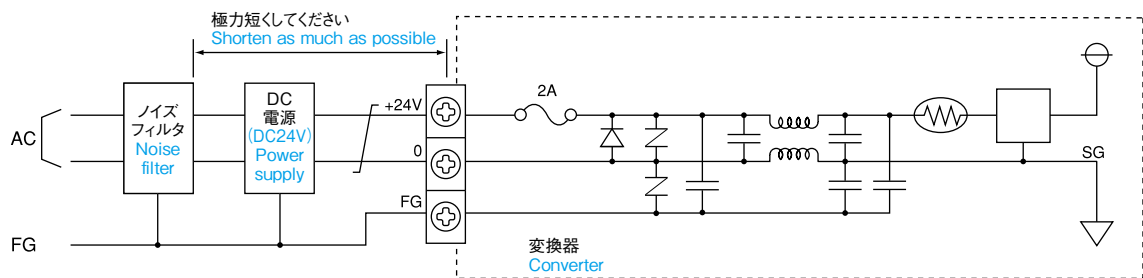 極力短くしてください
Shorten as much as possible
2A
ノイズ
フィルタ
Noise
filter
DC
電源
(DC24V)
Power
supply
+24V
AC
0
SG
FG
FG
変換器
Converter